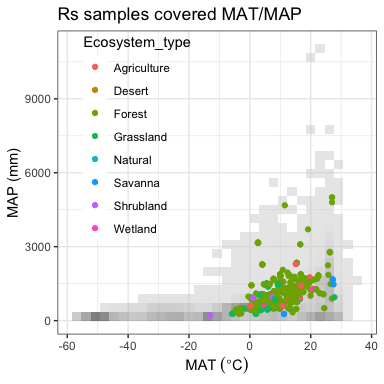 Rs samples covered MAT/MAP
Ecosystem_type
Agriculture
Desert
Forest
Grassland
Natural
Savanna
Shrubland
Wetland
MAP (mm)
9000
6000
3000
0
-60
-40
-20
0
20
40
MAT (°C)